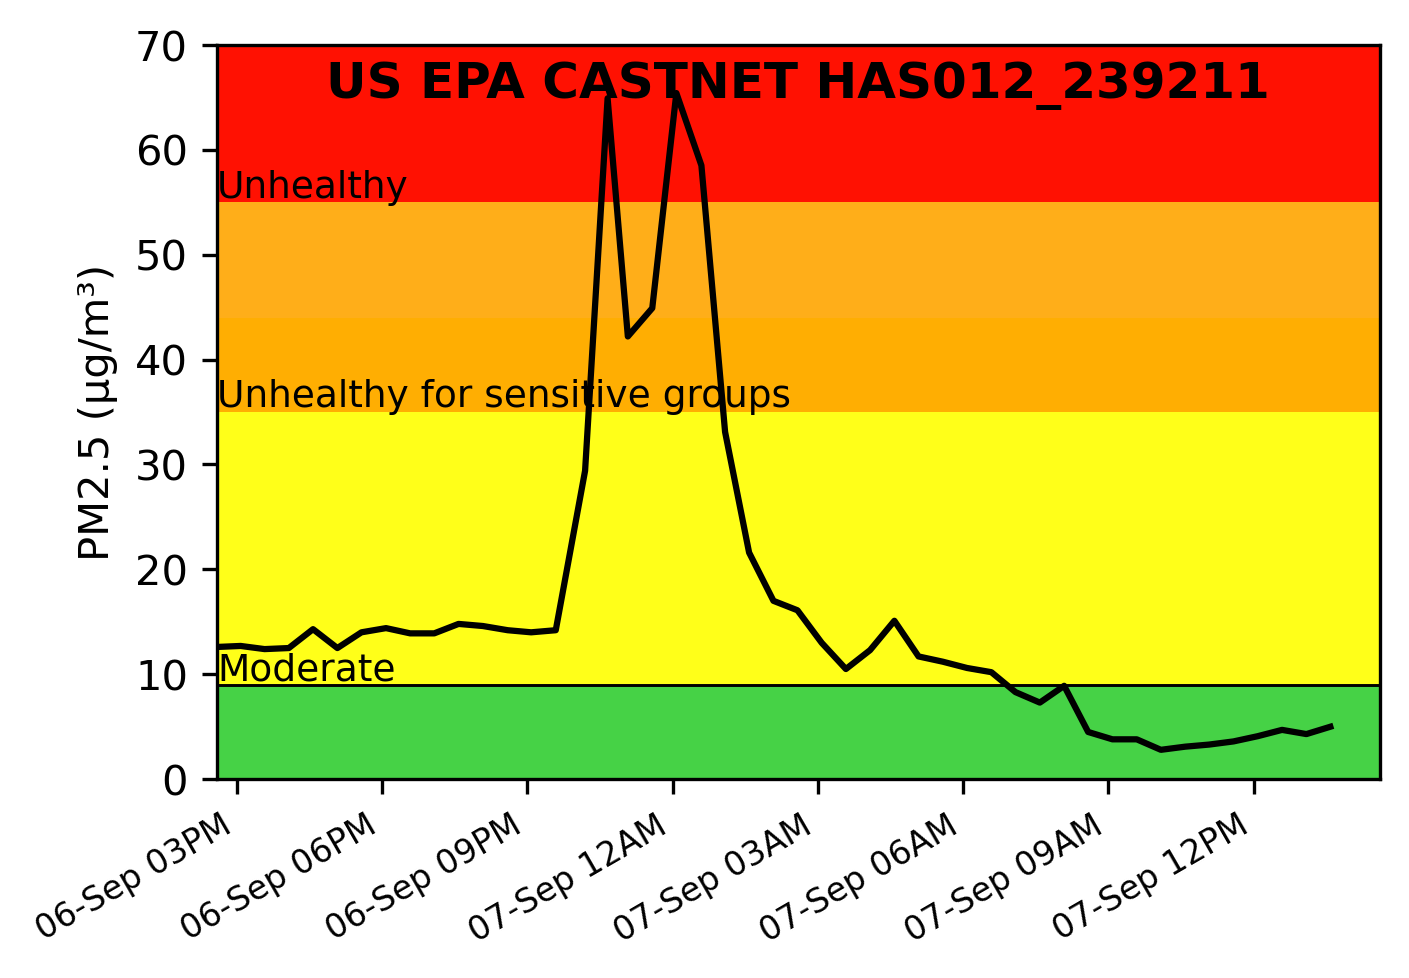 US EPA CASTNET HAS012_239211
PM2.5 (μg/m³)
70
60
Unhealthy
50
40
Unhealthy for sensitive groups
30
20
10
Moderate
0
06-Sep 03PM
06-Sep 06PM
06-Sep 09PM
07-Sep 12AM
07-Sep 03AM
07-Sep 06AM
07-Sep 09AM
07-Sep 12PM